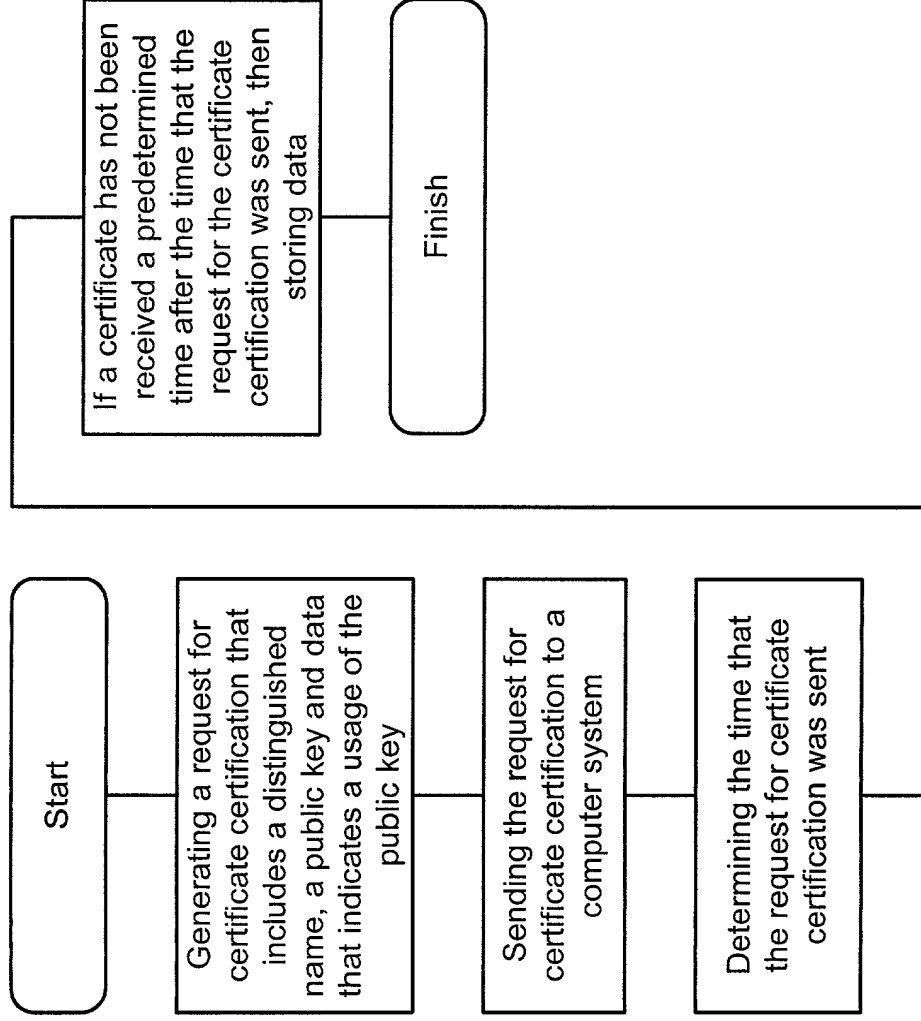 Start
Generating a request for
certificate certification that
includes a distinguished
name, a public key and data
that indicates a usage of the
public key
Sending the request for
certificate certification to a
computer system
Determining the time that
the request for certificate
certification was sent
If a certificate has not been
received a predetermined
time after the time that the
request for the certificate
certification was sent, then
storing data
Finish